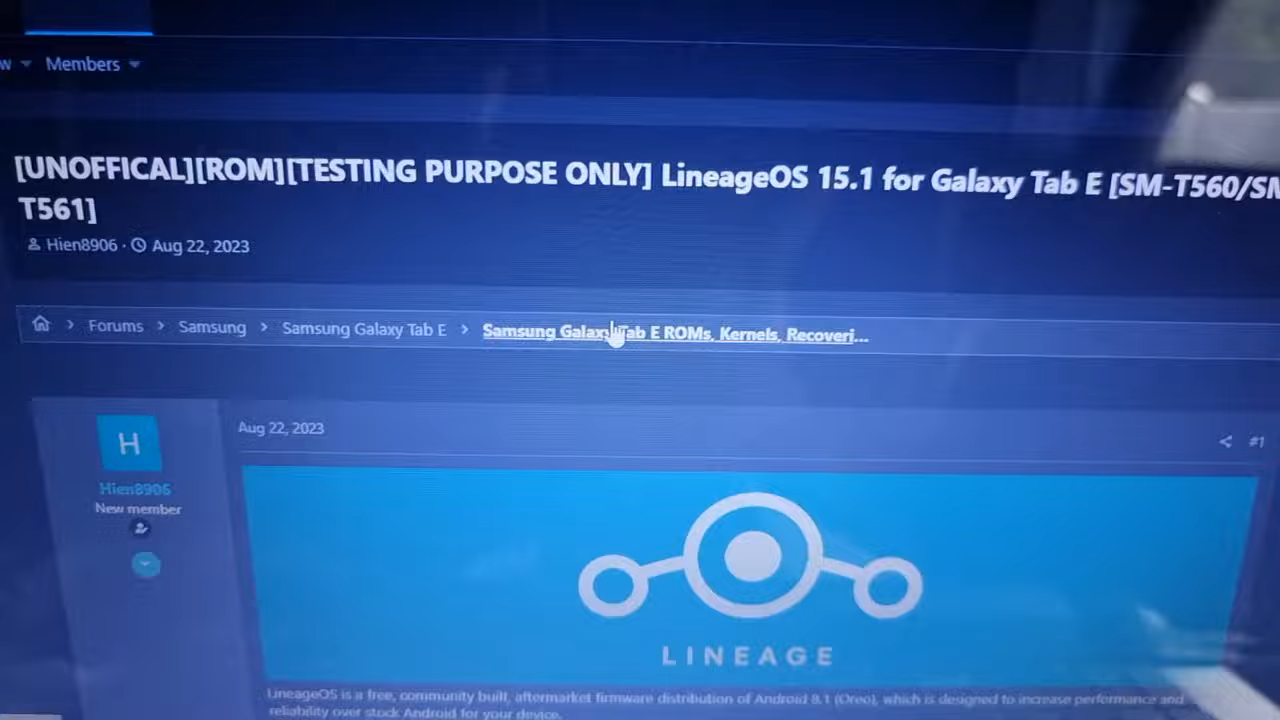 w
Members
[UNOFFICAL][ROM][TESTING PURPOSE ONLY] LineageOS 15.1 for Galaxy Tab E [SM-T560/SM
T561]
Hien8906 · Aug 22, 2023
Forums > Samsung > Samsung Galaxy Tab E > Samsung Galaxy Tab E ROMs, Kernels, Recoveri...
H
Aug 22, 2023
#1
Hien8906
New member
LINEAGE
LineageOS is a free, community built, aftermarket firmware distribution of Android 8.1 (Oreo), which is designed to increase performance and
reliability over stock Android for your device.